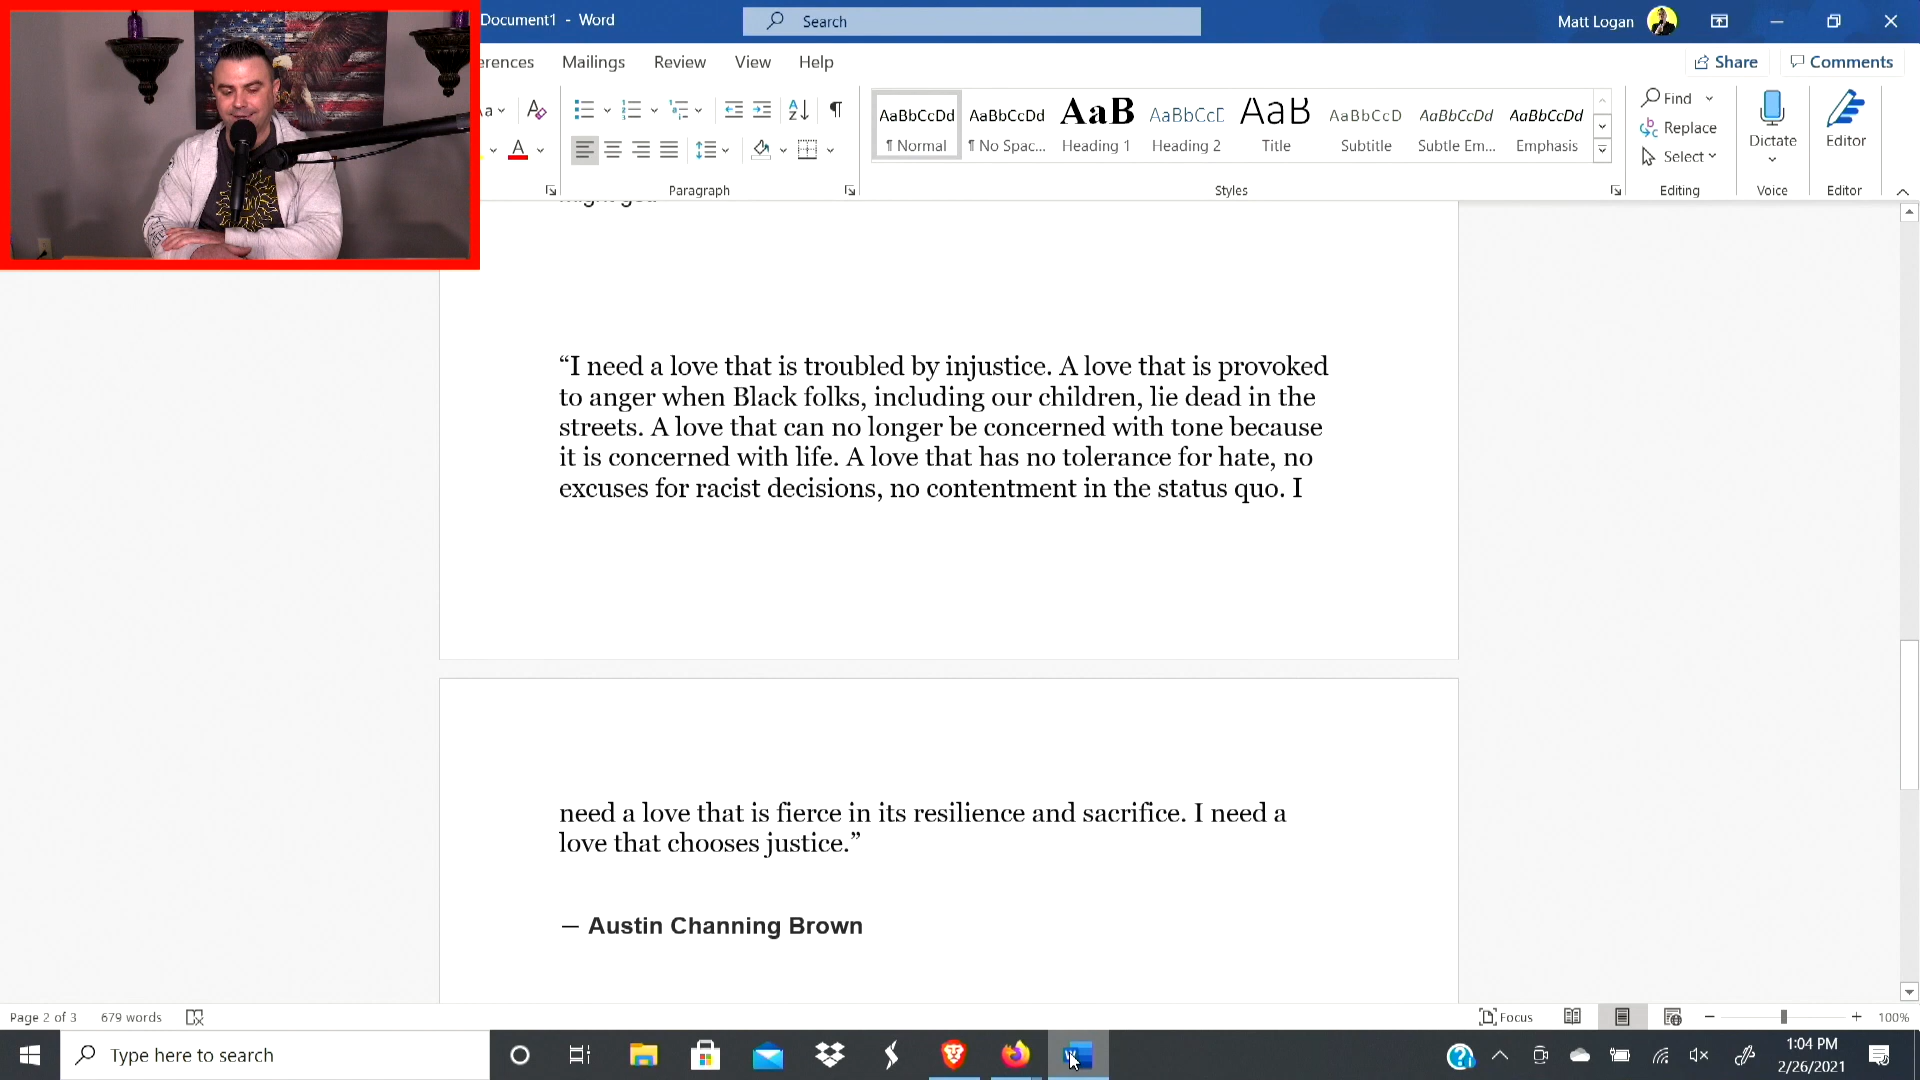 Document1 - Word
Search
Matt Logan
Mailings
Review
View
Help
Share
Comments
AaBbCcDd
¶ Normal
AaBbCcDd
¶ No Spac...
AaB
Heading 1
AaBbCcD
Heading 2
AaB
Title
AaBbCcD
Subtitle
AaBbCcDd
Subtle Em...
AaBbCcDd
Emphasis
Find
Replace
Select
Dictate
Editor
Paragraph
Styles
Editing
Voice
Editor
“I need a love that is troubled by injustice. A love that is provoked
to anger when Black folks, including our children, lie dead in the
streets. A love that can no longer be concerned with tone because
it is concerned with life. A love that has no tolerance for hate, no
excuses for racist decisions, no contentment in the status quo. I
need a love that is fierce in its resilience and sacrifice. I need a
love that chooses justice.”
— Austin Channing Brown
Page 2 of 3
679 words
Focus
100%
Type here to search
1:04 PM
2/26/2021